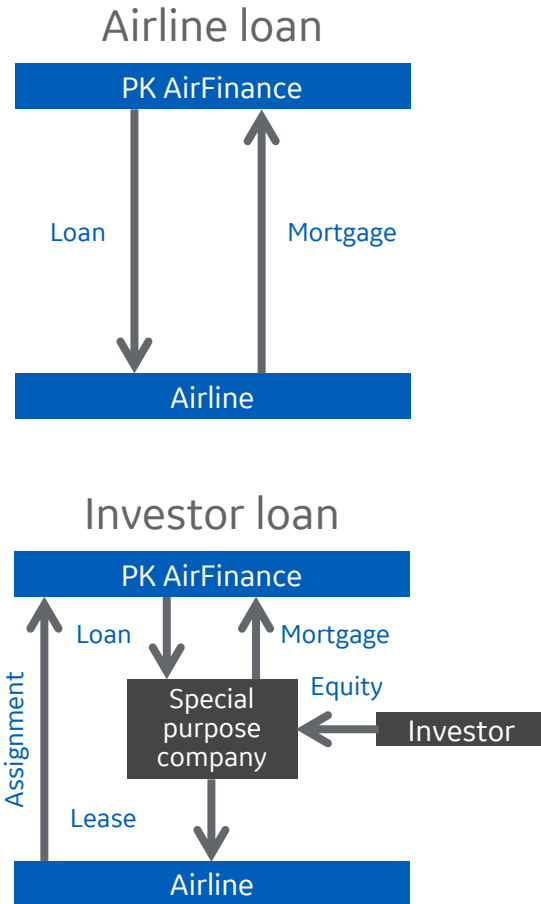 Airline loan
PK AirFinance
Loan
Mortgage
Airline
Investor loan
PK AirFinance
Loan
Mortgage
Assignment
Special
purpose
company
Equity
Investor
Lease
Airline